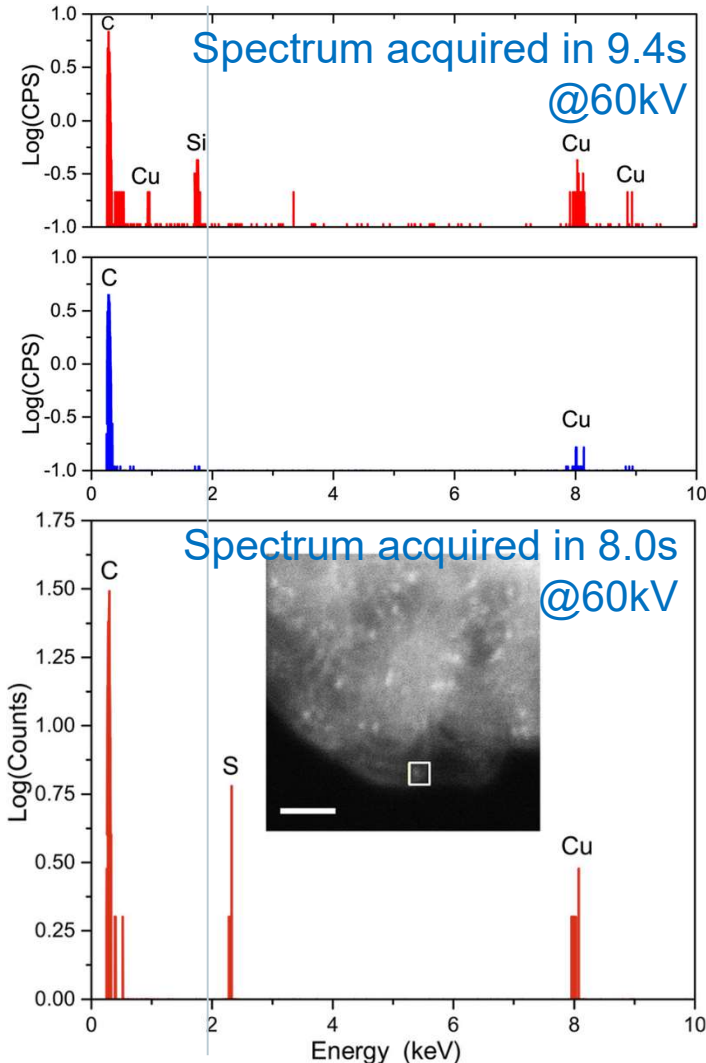 1.0
0.5
0.0
-0.5
-1.0
Log(CPS)
C
Cu
Si
Cu
Cu
Spectrum acquired in 9.4s
@60kV
1.0
0.5
0.0
-0.5
-1.0
Log(CPS)
C
Cu
0 2 4 6 8 10
1.75
1.50
1.25
1.00
0.75
0.50
0.25
0.00
Log(Counts)
Spectrum acquired in 8.0s
@60kV
C
S
Cu
0 2 4 6 8 10
Energy (keV)